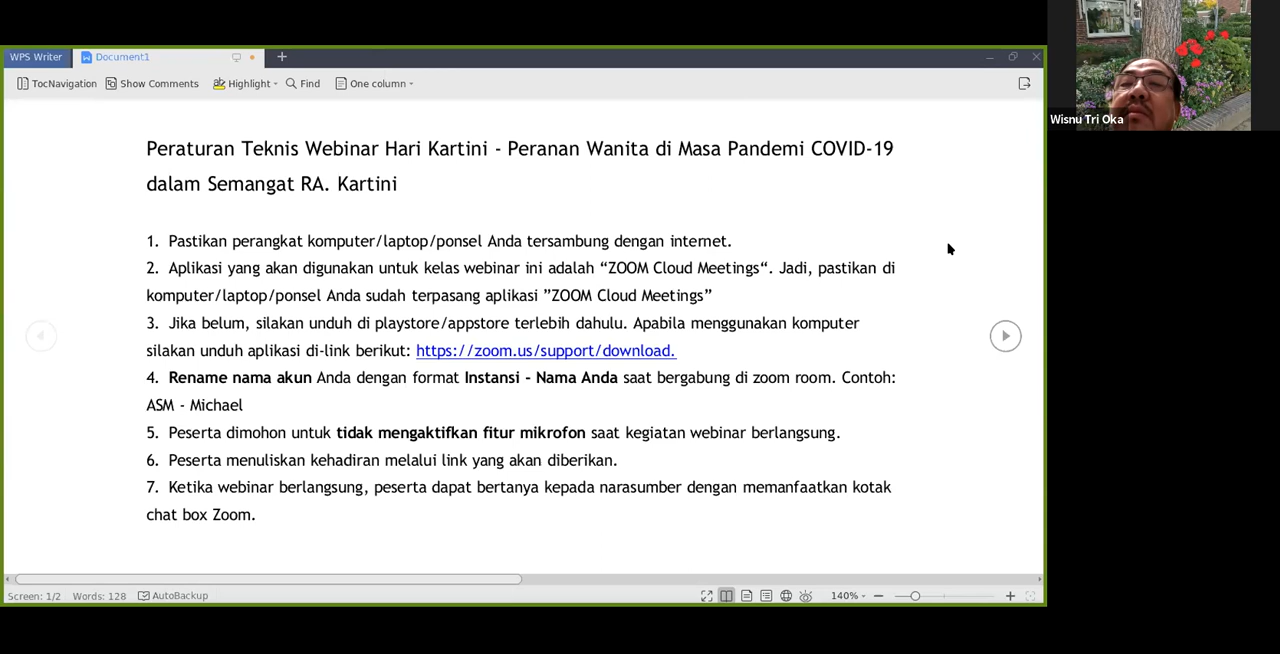 WPS Writer Document1
TocNavigation Show Comments Highlight Find One column
Wisnu Tri Oka
Peraturan Teknis Webinar Hari Kartini - Peranan Wanita di Masa Pandemi COVID-19
dalam Semangat RA. Kartini
1. Pastikan perangkat komputer/laptop/ponsel Anda tersambung dengan internet.
2. Aplikasi yang akan digunakan untuk kelas webinar ini adalah “ZOOM Cloud Meetings“. Jadi, pastikan di
komputer/laptop/ponsel Anda sudah terpasang aplikasi ”ZOOM Cloud Meetings”
3. Jika belum, silakan unduh di playstore/appstore terlebih dahulu. Apabila menggunakan komputer
silakan unduh aplikasi di-link berikut: https://zoom.us/support/download.
4. Rename nama akun Anda dengan format Instansi - Nama Anda saat bergabung di zoom room. Contoh:
ASM - Michael
5. Peserta dimohon untuk tidak mengaktifkan fitur mikrofon saat kegiatan webinar berlangsung.
6. Peserta menuliskan kehadiran melalui link yang akan diberikan.
7. Ketika webinar berlangsung, peserta dapat bertanya kepada narasumber dengan memanfaatkan kotak
chat box Zoom.
Screen: 1/2 Words: 128 AutoBackup 140%